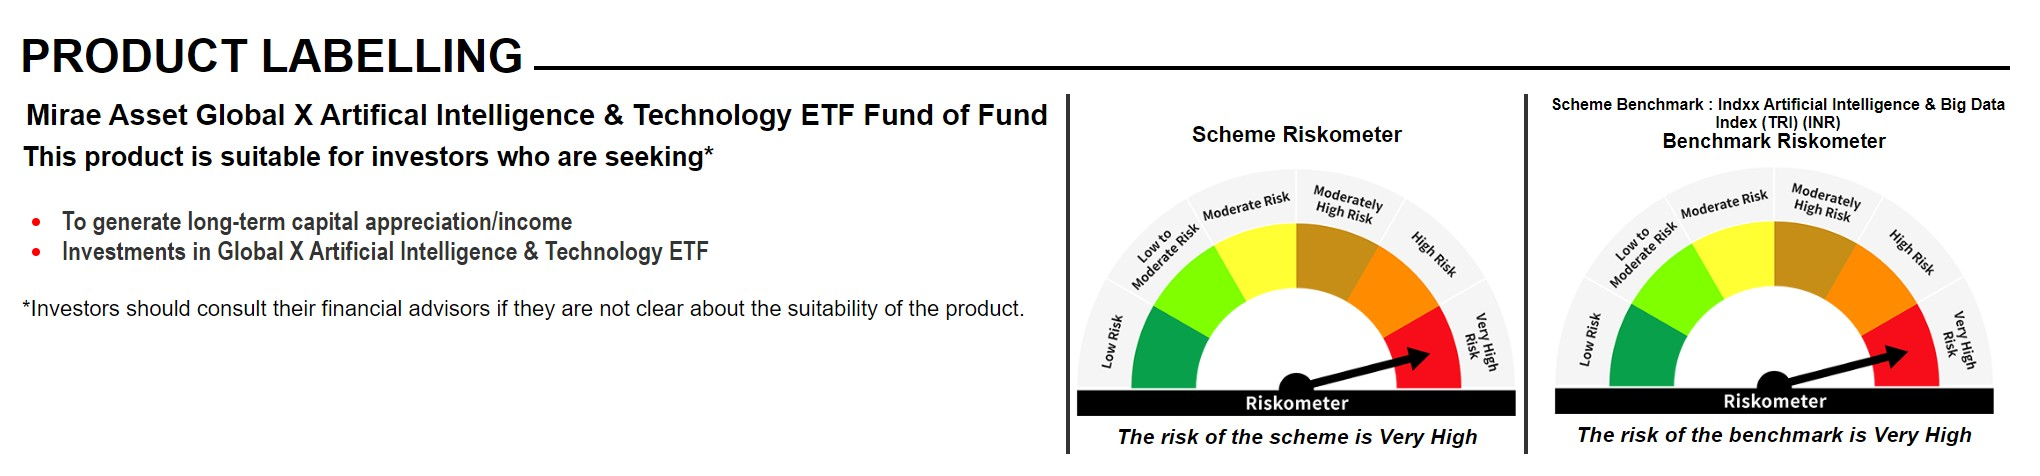 PRODUCT LABELLING
Mirae Asset Global X Artifical Intelligence & Technology ETF Fund of Fund
This product is suitable for investors who are seeking*
• To generate long-term capital appreciation/income
• Investments in Global X Artificial Intelligence & Technology ETF
*Investors should consult their financial advisors if they are not clear about the suitability of the product.
Scheme Riskometer
Low Risk
Low to
Moderate Risk
Moderate Risk
Moderately
High Risk
High Risk
Very High
Risk
Riskometer
The risk of the scheme is Very High
Scheme Benchmark : Indxx Artificial Intelligence & Big Data
Index (TRI) (INR)
Benchmark Riskometer
Low Risk
Low to
Moderate Risk
Moderate Risk
Moderately
High Risk
High Risk
Very High
Risk
Riskometer
The risk of the benchmark is Very High